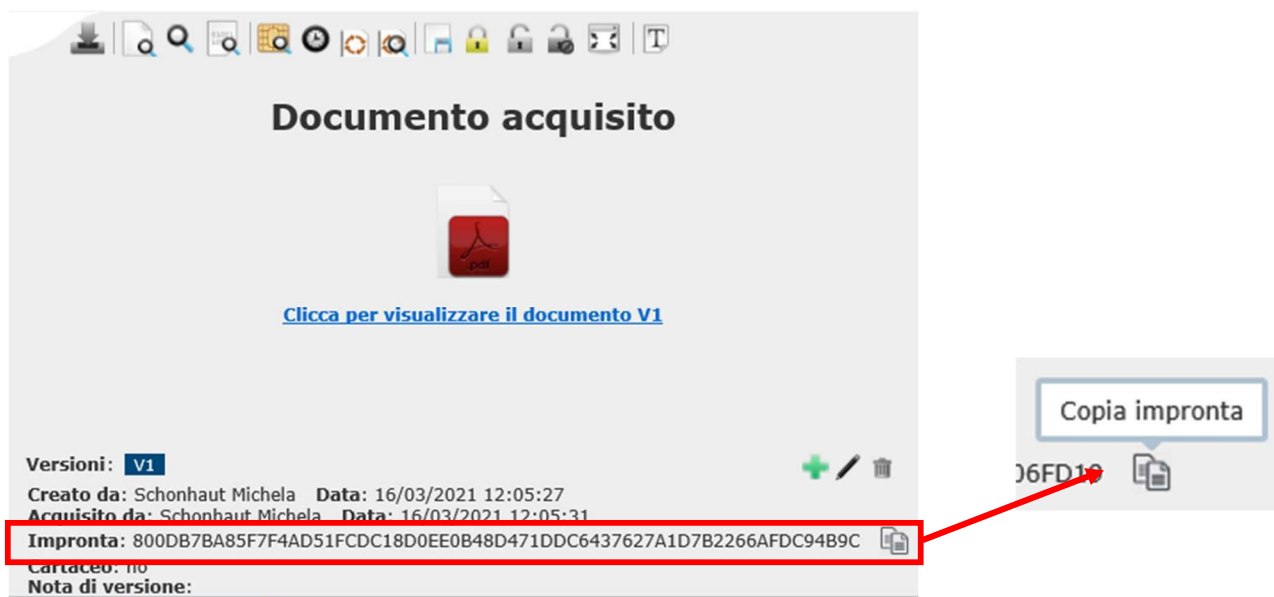 Documento acquisito
.pdf
Clicca per visualizzare il documento V1
Versioni: V1
Creato da: Schonhaut Michela Data: 16/03/2021 12:05:27
Acquisito da: Schonhaut Michela Data: 16/03/2021 12:05:31
Impronta: 800DB7BA85F7F4AD51FCDC18D0EE0B48D471DDC6437627A1D7B2266AFDC94B9C
Cartaceo: no
Nota di versione:
Copia impronta
06FD19